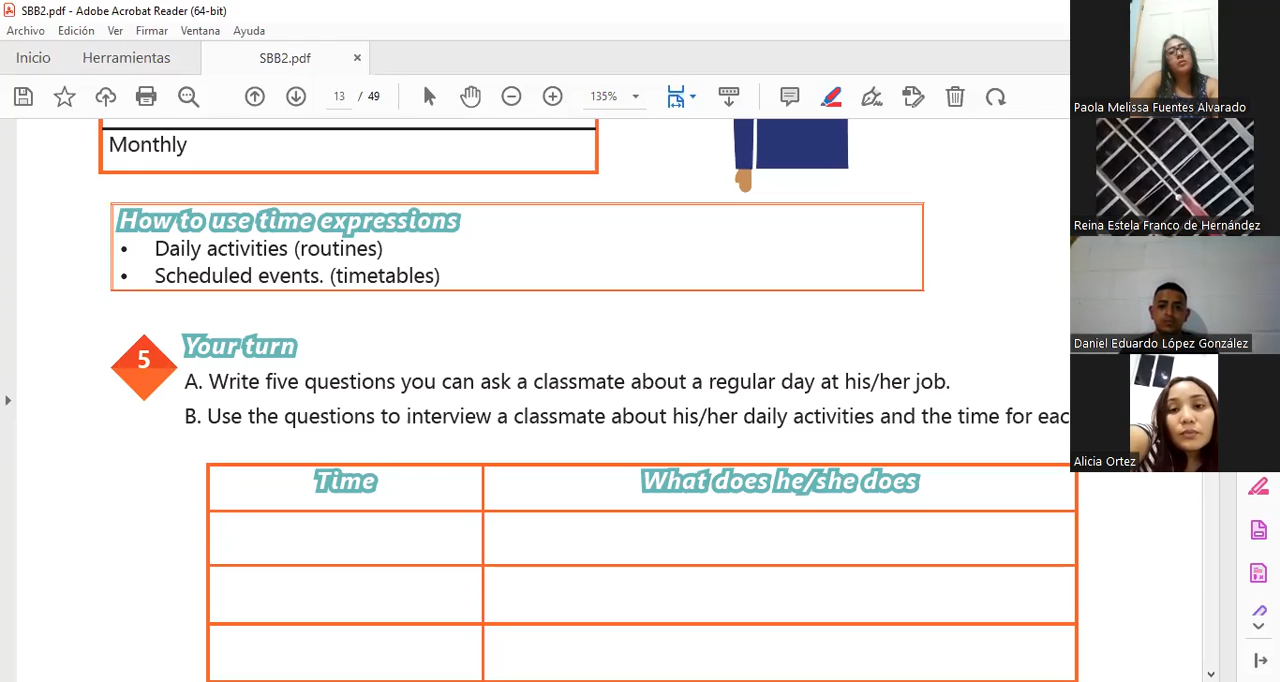 SBB2.pdf - Adobe Acrobat Reader (64-bit)
Archivo Edición Ver Firmar Ventana Ayuda
Inicio Herramientas SBB2.pdf ×
13 / 49 135%
Monthly
How to use time expressions
• Daily activities (routines)
• Scheduled events. (timetables)
5 Your turn
A. Write five questions you can ask a classmate about a regular day at his/her job.
B. Use the questions to interview a classmate about his/her daily activities and the time for eac
Time What does he/she does
Paola Melissa Fuentes Alvarado
Reina Estela Franco de Hernández
Daniel Eduardo López González
Alicia Ortez